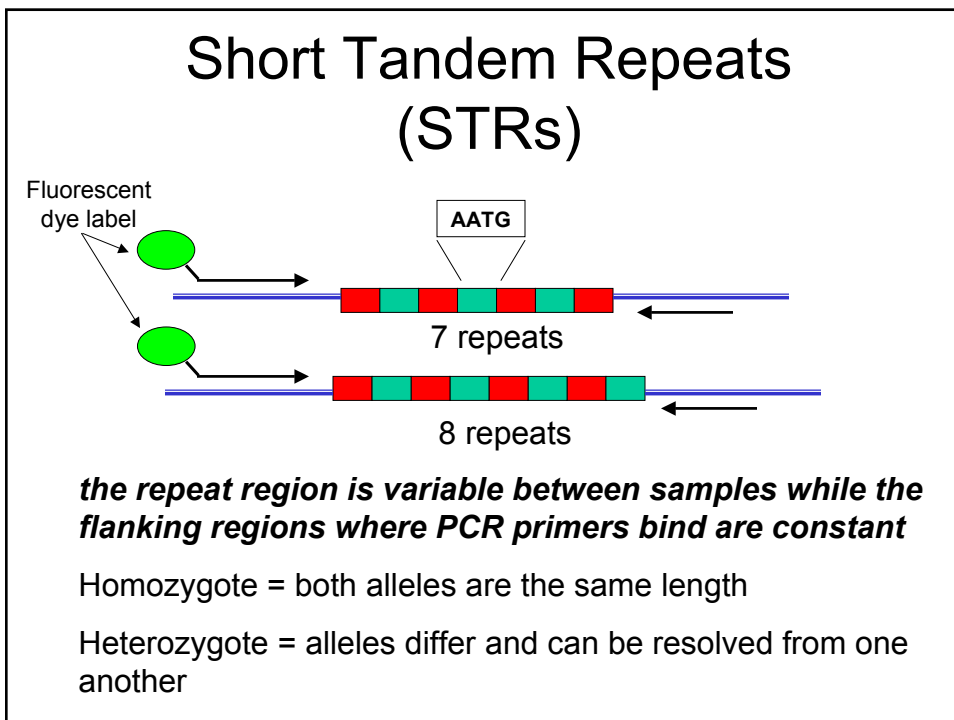 Short Tandem Repeats
(STRs)
Fluorescent
dye label
AATG
7 repeats
8 repeats
the repeat region is variable between samples while the
flanking regions where PCR primers bind are constant
Homozygote = both alleles are the same length
Heterozygote = alleles differ and can be resolved from one
another